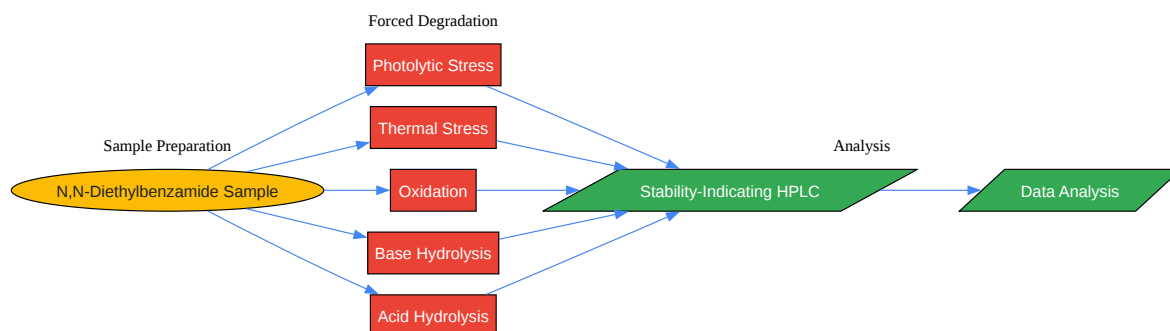 Forced Degradation
Photolytic Stress
Thermal Stress
Sample Preparation
Analysis
N,N-Diethylbenzamide Sample
Oxidation
Stability-Indicating HPLC
Data Analysis
Base Hydrolysis
Acid Hydrolysis